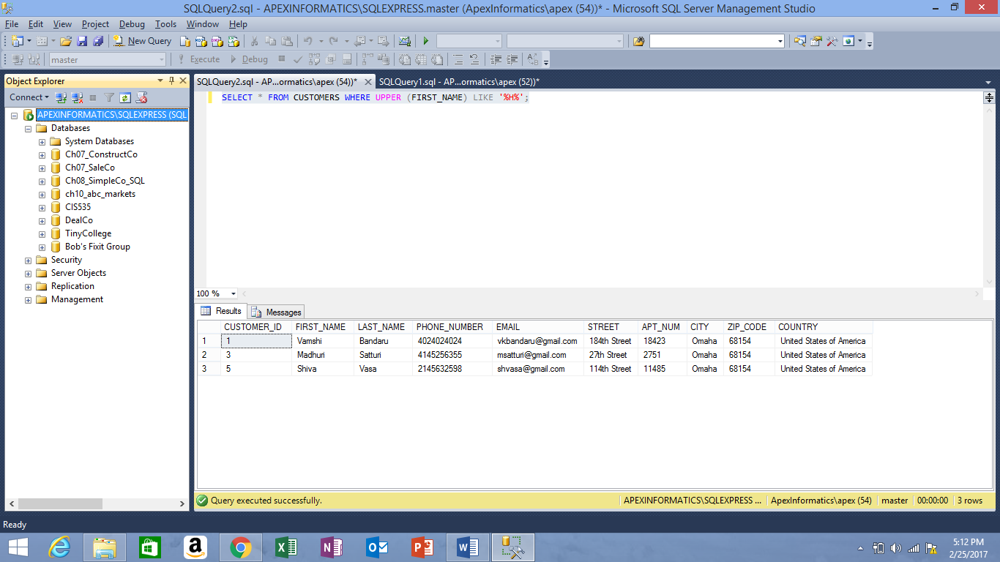 SQLQuery2.sql - APEXINFORMATICS\SQLEXPRESS.master (ApexInformatics\apex (54))* - Microsoft SQL Server Management Studio
File Edit View Project Debug Tools Window Help
New Query
master Execute Debug
Object Explorer
SQLQuery2.sql - AP...ormatics\apex (54))* SQLQuery1.sql - AP...ormatics\apex (52))*
Connect
SELECT * FROM CUSTOMERS WHERE UPPER (FIRST_NAME) LIKE '%H%';
APEXINFORMATICS\SQLEXPRESS (SQL
Databases
System Databases
Ch07_ConstructCo
Ch07_SaleCo
Ch08_SimpleCo_SQL
ch10_abc_markets
CIS535
DealCo
TinyCollege
Bob's Fixit Group
Security
Server Objects
Replication
Management
100 %
Results Messages
CUSTOMER_ID FIRST_NAME LAST_NAME PHONE_NUMBER EMAIL STREET APT_NUM CITY ZIP_CODE COUNTRY
1 1 Vamshi Bandaru 4024024024 vkbandaru@gmail.com 184th Street 18423 Omaha 68154 United States of America
2 3 Madhuri Satturi 4145256355 msatturi@gmail.com 27th Street 2751 Omaha 68154 United States of America
3 5 Shiva Vasa 2145632598 shvasa@gmail.com 114th Street 11485 Omaha 68154 United States of America
Query executed successfully. APEXINFORMATICS\SQLEXPRESS ... ApexInformatics\apex (54) master 00:00:00 3 rows
Ready
5:12 PM
2/25/2017